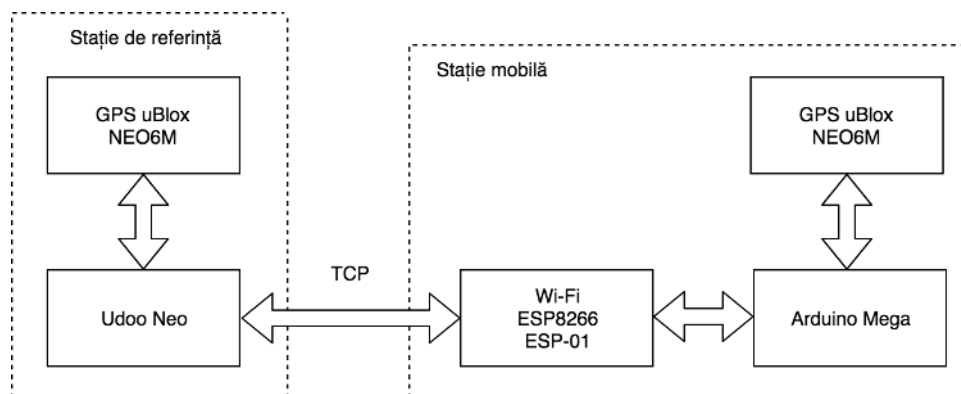 Stație de referință
GPS uBlox
NEO6M
Udoo Neo
TCP
Stație mobilă
GPS uBlox
NEO6M
Wi-Fi
ESP8266
ESP-01
Arduino Mega